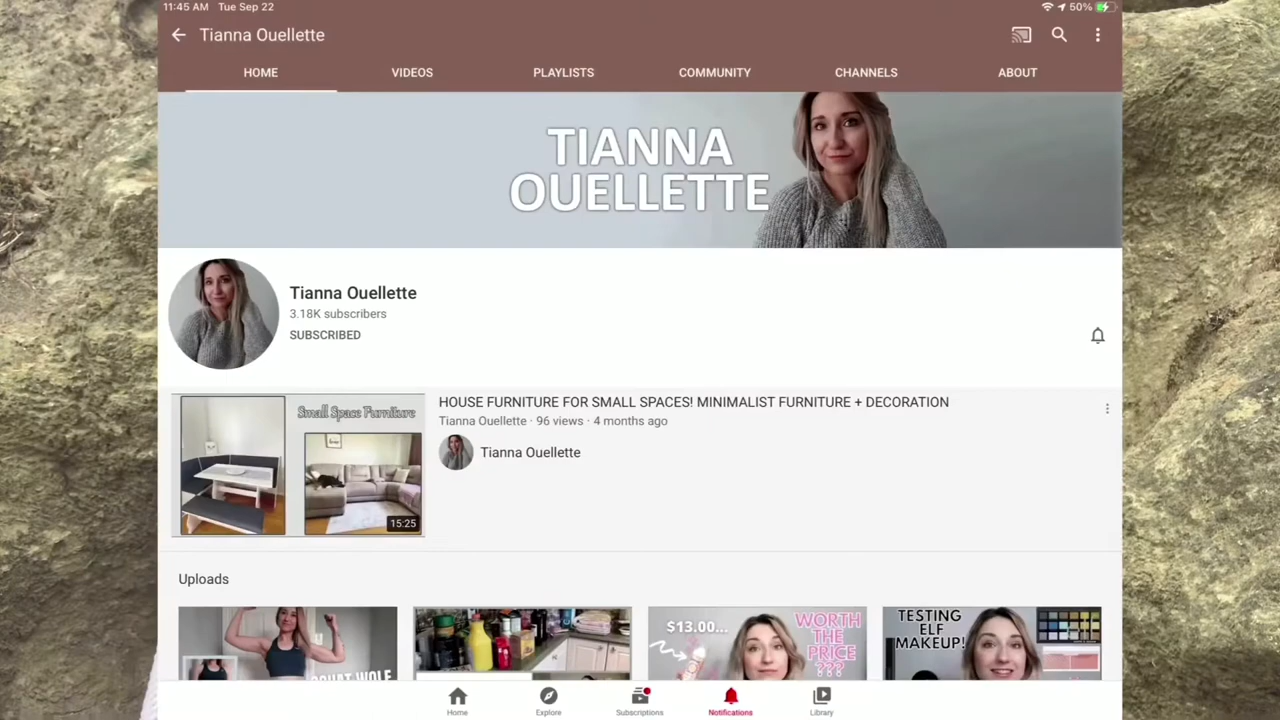 11:45 AM Tue Sep 22
50%
Tianna Ouellette
HOME VIDEOS PLAYLISTS COMMUNITY CHANNELS ABOUT
TIANNA
OUELLETTE
Tianna Ouellette
3.18K subscribers
SUBSCRIBED
Small Space Furniture
15:25
HOUSE FURNITURE FOR SMALL SPACES! MINIMALIST FURNITURE + DECORATION
Tianna Ouellette · 96 views · 4 months ago
Tianna Ouellette
Uploads
SQUAT WOLF
$13.00...
WORTH
THE
PRICE
???
TESTING
ELF
MAKEUP!
Home Explore Subscriptions Notifications Library